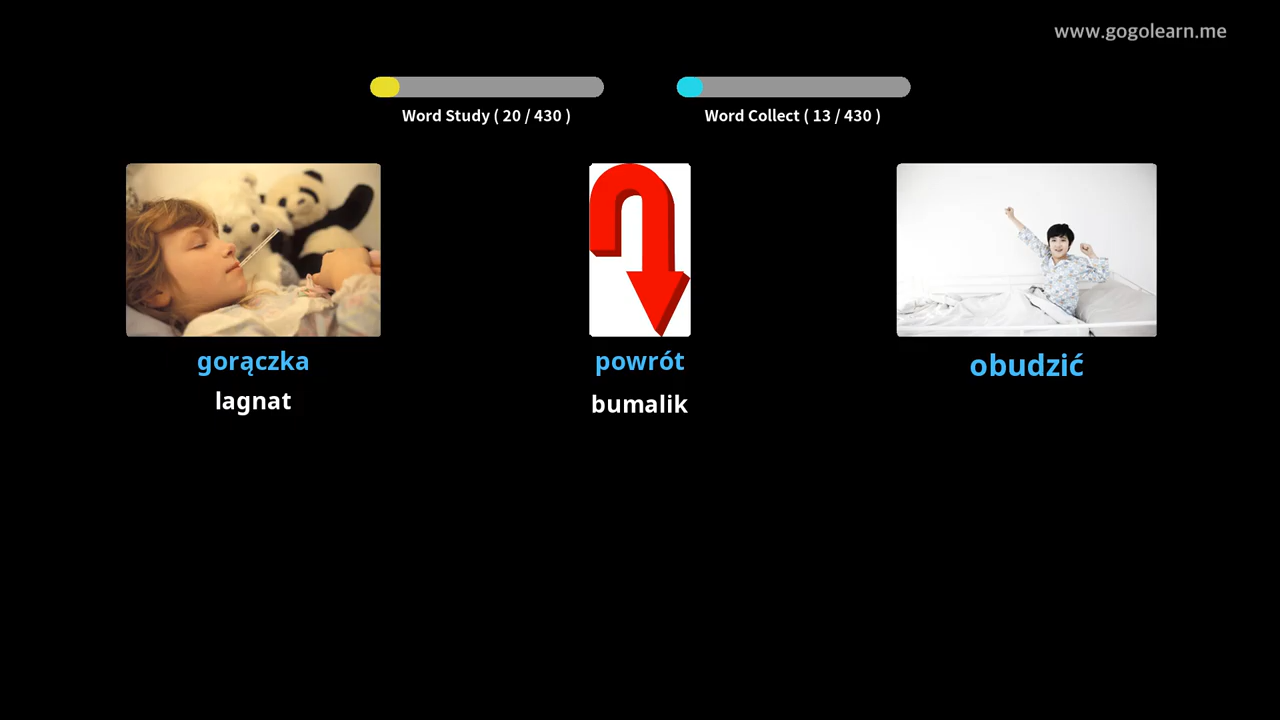 www.gogolearn.me
Word Study ( 20 / 430 )
Word Collect ( 13 / 430 )
gorączka
lagnat
powrót
bumalik
obudzić